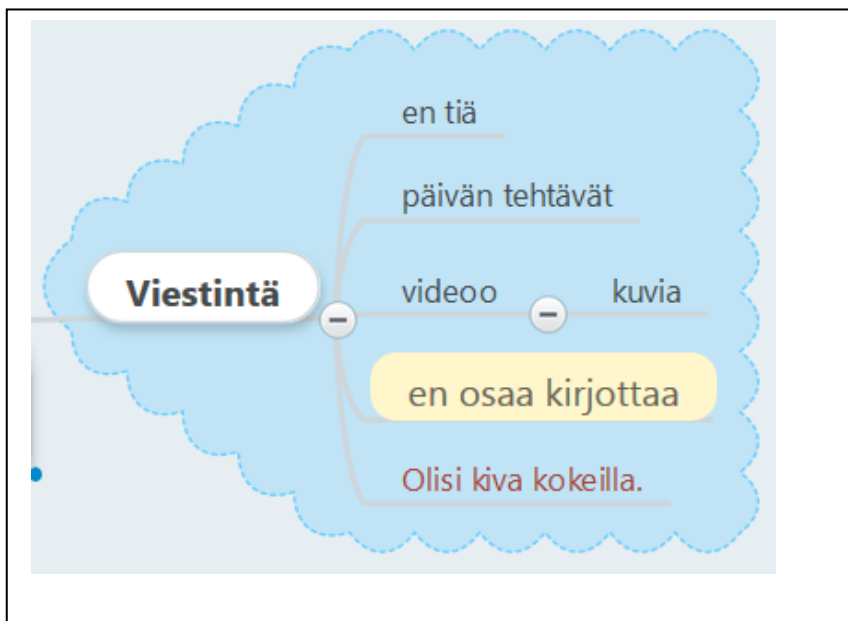 en tiä
päivän tehtävät
Viestintä
videoo
kuvia
en osaa kirjottaa
Olisi kiva kokeilla.